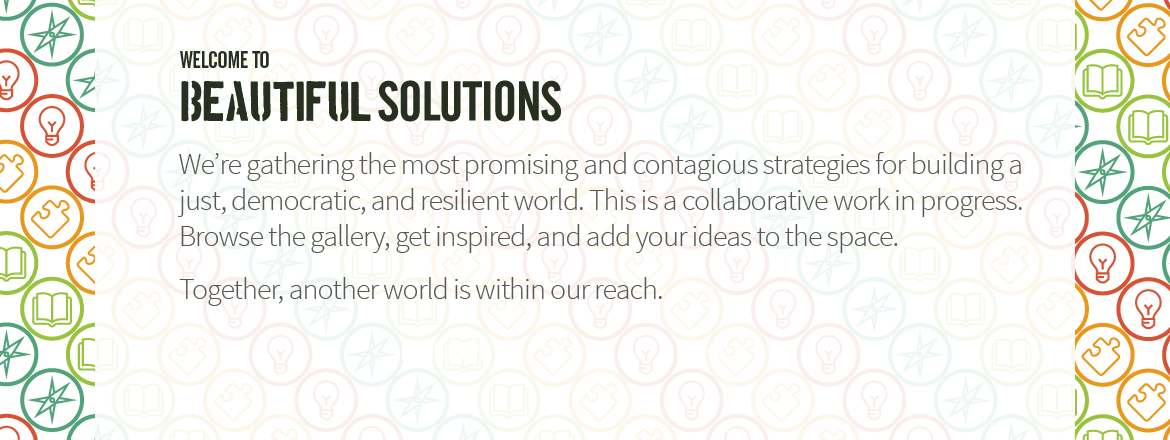 WELCOME TO
BEAUTIFUL SOLUTIONS
We’re gathering the most promising and contagious strategies for building a
just, democratic, and resilient world. This is a collaborative work in progress.
Browse the gallery, get inspired, and add your ideas to the space.
Together, another world is within our reach.